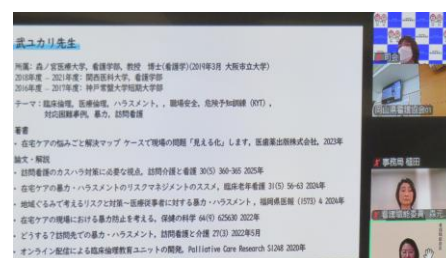 武ユカリ先生
所属:森ノ宮医療大学, 看護学部, 教授 博士(看護学)(2019年3月 大阪市立大学)
2018年度 – 2021年度:関西医科大学, 看護学部
2016年度 – 2017年度:神戸常盤大学短期大学部
テーマ:臨床倫理, 医療倫理, ハラスメント, , 職場安全, 危険予知訓練 (KYT) ,
対応困難事例, 暴力, 訪問看護
著書
・在宅ケアの悩みごと解決マップ ケースで現場の問題「見える化」します, 医歯薬出版株式会社, 2023年
論文・解説
・訪問看護のカスハラ対策に必要な視点, 訪問介護と看護 30(5) 360-365 2025年
・在宅ケアの暴力・ハラスメントのリスクマネジメントのススメ, 臨床老年看護 31(5) 56-63 2024年
・地域ぐるみで考えるリスクと対策~医療従事者に対する暴力・ハラスメント , 福岡県医報 (1573) 4 2024年
・在宅ケアの現場における暴力防止を考える, 保健の科学 64(9) 625630 2022年
・どうする?訪問先での暴力・ハラスメント, 訪問看護と介護 27(3) 2022年5月
・オンライン配信による臨床倫理教育ユニットの開発, Palliative Care Research S1248 2020年
岡山県看護協会01
事務局 植田
看護職能委員 森元